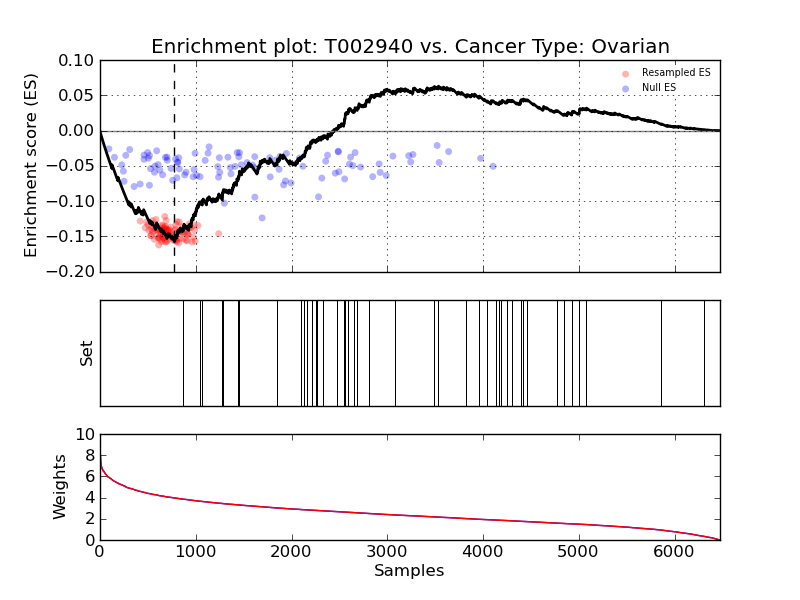 Enrichment plot: T002940 vs. Cancer Type: Ovarian
Enrichment score (ES)
0.10
0.05
0.00
−0.05
−0.10
−0.15
−0.20
Resampled ES
Null ES
Set
Weights
10
8
6
4
2
0
0 1000 2000 3000 4000 5000 6000
Samples